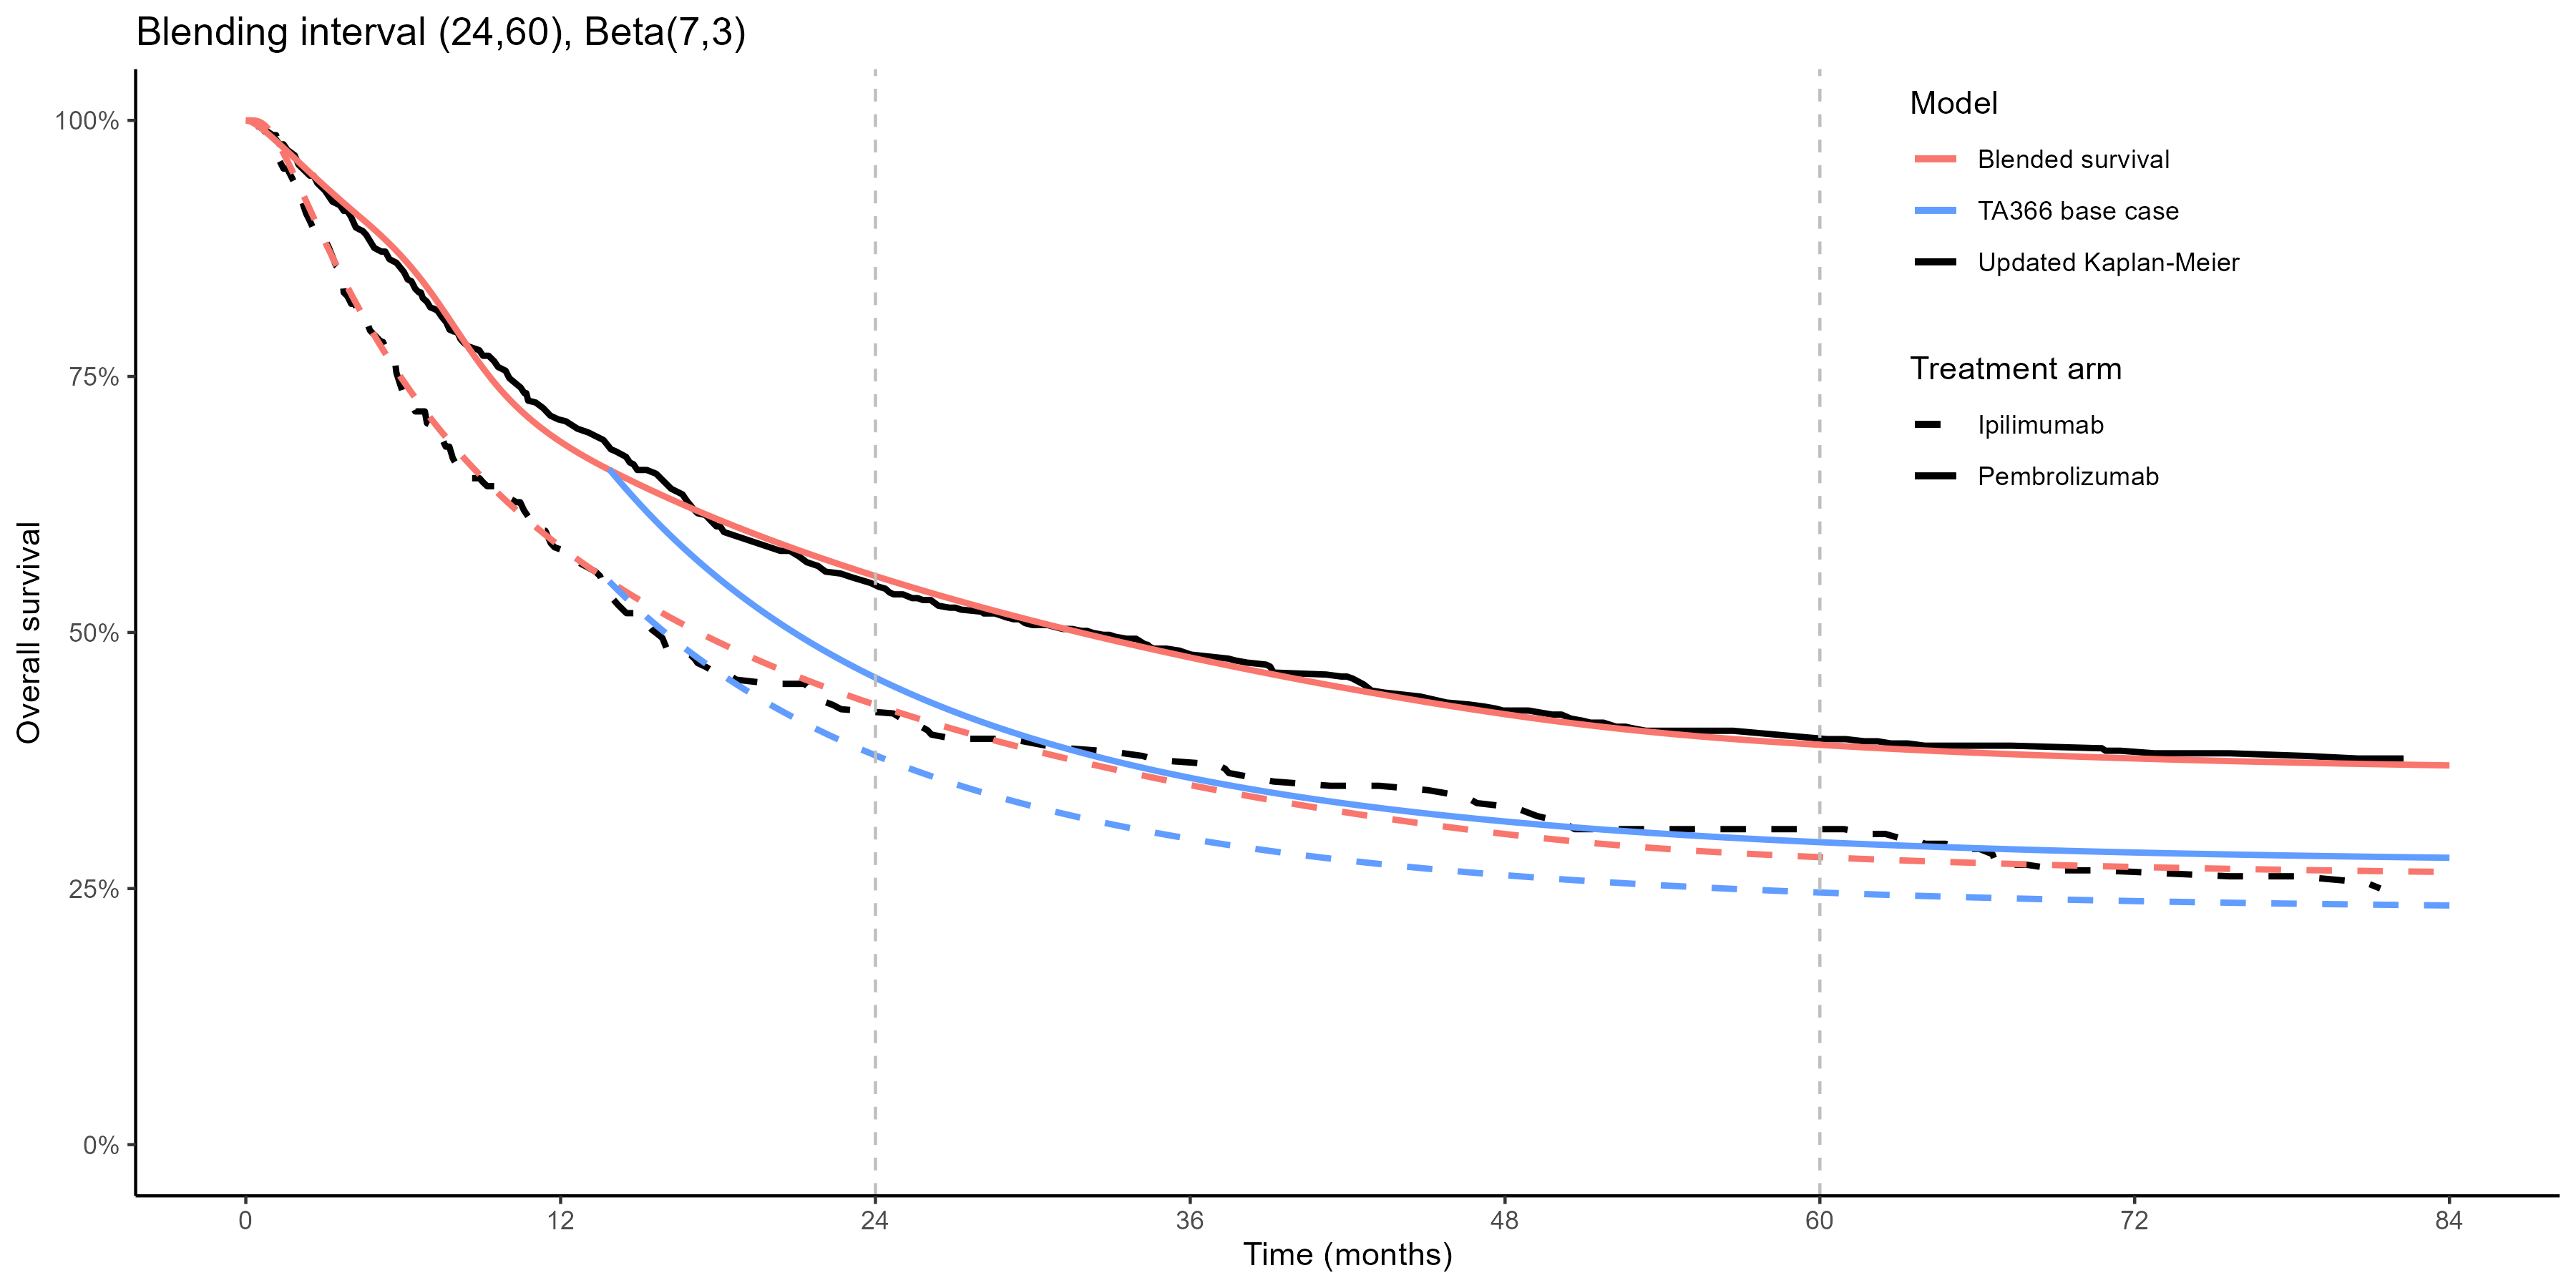 Blending interval (24,60), Beta(7,3)
Overall survival
100%
75%
50%
25%
0%
0 12 24 36 48 60 72 84
Time (months)
Model
Blended survival
TA366 base case
Updated Kaplan-Meier
Treatment arm
Ipilimumab
Pembrolizumab